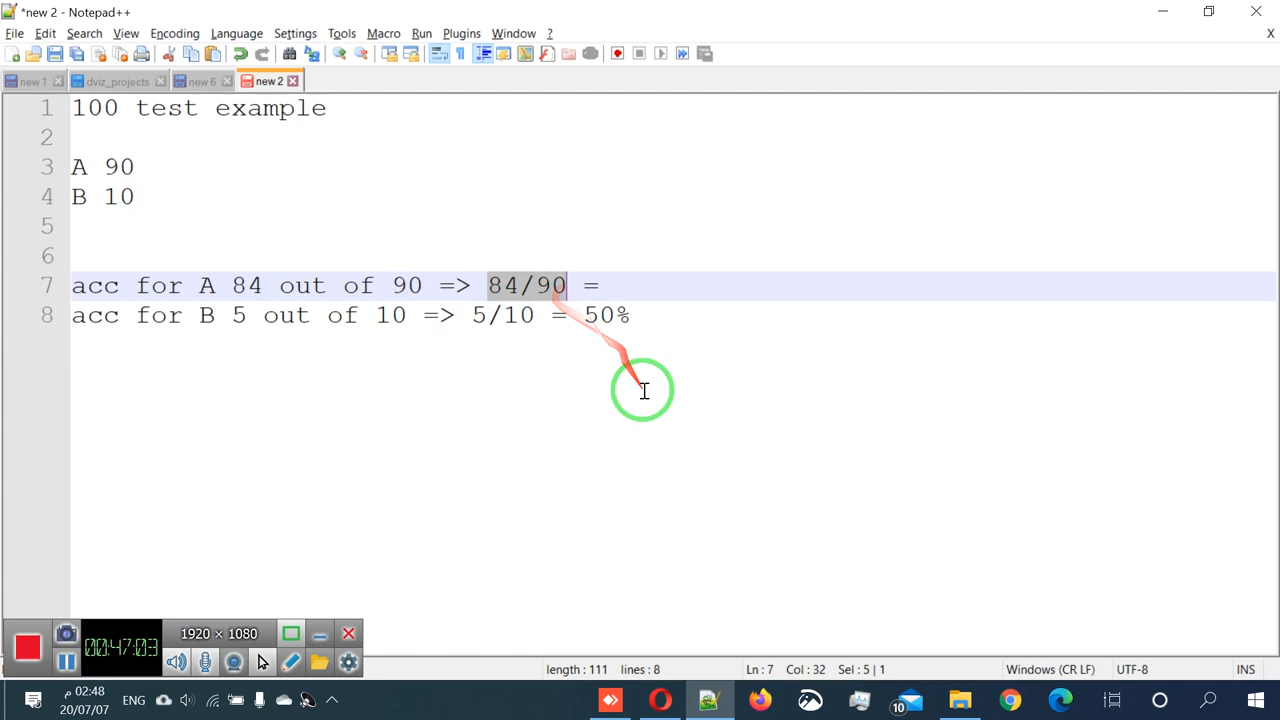 *new 2 - Notepad++
File Edit Search View Encoding Language Settings Tools Macro Run Plugins Window ? X
new 1 dviz_projects new 6 new 2
1 100 test example
2
3 A 90
4 B 10
5
6
7 acc for A 84 out of 90 => 84/90 =
8 acc for B 5 out of 10 => 5/10 = 50%
1920 × 1080
00:47:03
length : 111 lines : 8 Ln : 7 Col : 32 Sel : 5 | 1 Windows (CR LF) UTF-8 INS
02:48 م ENG 10
20/07/07